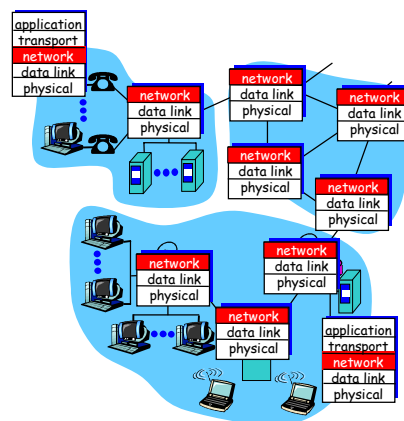 application
transport
network
data link
physical
network
data link
physical
network
data link
physical
network
data link
physical
network
data link
physical
network
data link
physical
network
data link
physical
network
data link
physical
network
data link
physical
application
transport
network
data link
physical